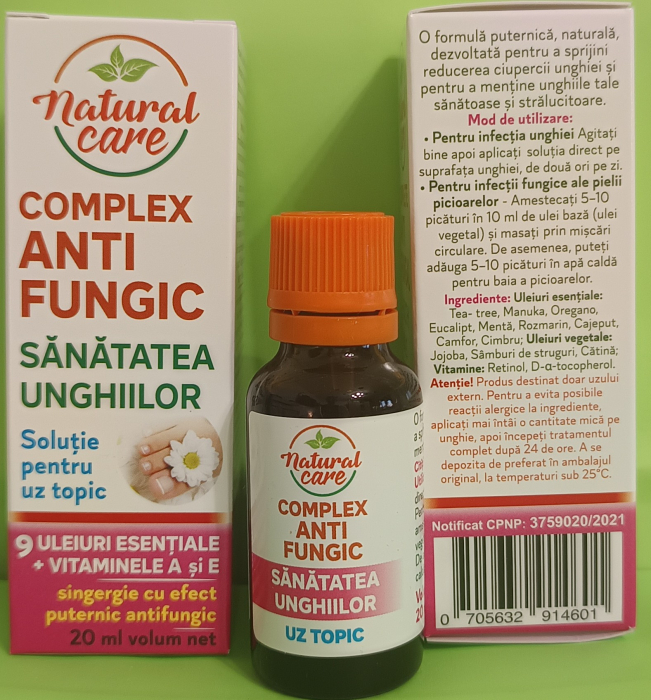 Natural
care
COMPLEX
ANTI
FUNGIC
SĂNĂTATEA
UNGHIILOR
Soluție
pentru
uz topic
9 ULEIURI ESENȚIALE
+ VITAMINELE A și E
singergie cu efect
puternic antifungic
20 ml volum net
Natural
care
COMPLEX
ANTI
FUNGIC
SĂNĂTATEA
UNGHIILOR
UZ TOPIC
O formulă puternică, naturală,
dezvoltată pentru a sprijini
reducerea ciupercii unghiei și
pentru a menține unghiile tale
sănătoase și strălucitoare.
Mod de utilizare:
• Pentru infecția unghiei Agitați
bine apoi aplicați soluția direct pe
suprafața unghiei, de două ori pe zi.
• Pentru infecții fungice ale pielii
picioarelor - Amestecați 5-10
picături în 10 ml de ulei bază (ulei
vegetal) și masați prin mișcări
circulare. De asemenea, puteți
adăuga 5-10 picături în apă caldă
pentru baia a picioarelor.
Ingrediente: Uleiuri esențiale:
Tea- tree, Manuka, Oregano,
Eucalipt, Mentă, Rozmarin, Cajeput,
Camfor, Cimbru; Uleiuri vegetale:
Jojoba, Sâmburi de struguri, Cătină;
Vitamine: Retinol, D-α-tocopherol.
Atenție! Produs destinat doar uzului
extern. Pentru a evita posibile
reacții alergice la ingrediente,
aplicați mai întâi o cantitate mică pe
unghie, apoi începeți tratamentul
complet după 24 de ore. A se
depozita de preferat în ambalajul
original, la temperaturi sub 25°C.
Notificat CPNP: 3759020/2021
0 705632 914601